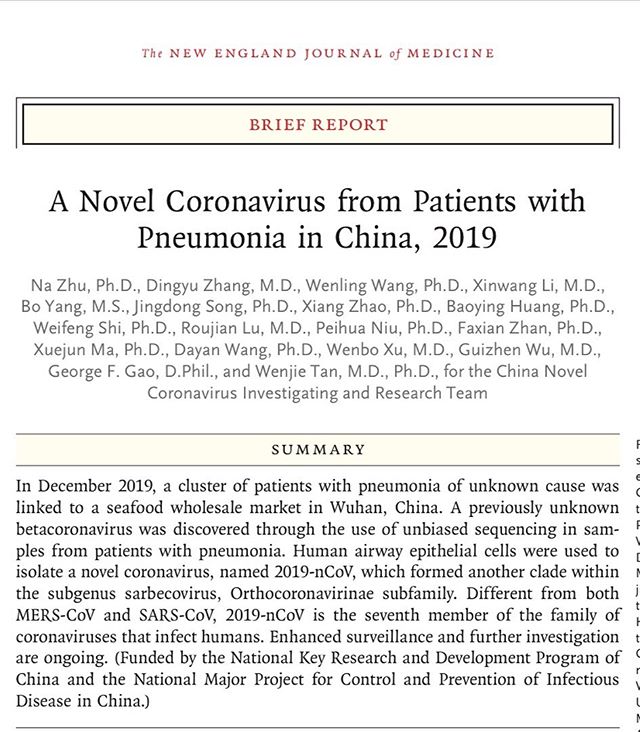 The NEW ENGLAND JOURNAL of MEDICINE
BRIEF REPORT
A Novel Coronavirus from Patients with
Pneumonia in China, 2019
Na Zhu, Ph.D., Dingyu Zhang, M.D., Wenling Wang, Ph.D., Xinwang Li, M.D.,
Bo Yang, M.S., Jingdong Song, Ph.D., Xiang Zhao, Ph.D., Baoying Huang, Ph.D.,
Weifeng Shi, Ph.D., Roujian Lu, M.D., Peihua Niu, Ph.D., Faxian Zhan, Ph.D.,
Xuejun Ma, Ph.D., Dayan Wang, Ph.D., Wenbo Xu, M.D., Guizhen Wu, M.D.,
George F. Gao, D.Phil., and Wenjie Tan, M.D., Ph.D., for the China Novel
Coronavirus Investigating and Research Team
SUMMARY
In December 2019, a cluster of patients with pneumonia of unknown cause was
linked to a seafood wholesale market in Wuhan, China. A previously unknown
betacoronavirus was discovered through the use of unbiased sequencing in sam-
ples from patients with pneumonia. Human airway epithelial cells were used to
isolate a novel coronavirus, named 2019-nCoV, which formed another clade within
the subgenus sarbecovirus, Orthocoronavirinae subfamily. Different from both
MERS-CoV and SARS-CoV, 2019-nCoV is the seventh member of the family of
coronaviruses that infect humans. Enhanced surveillance and further investigation
are ongoing. (Funded by the National Key Research and Development Program of
China and the National Major Project for Control and Prevention of Infectious
Disease in China.)